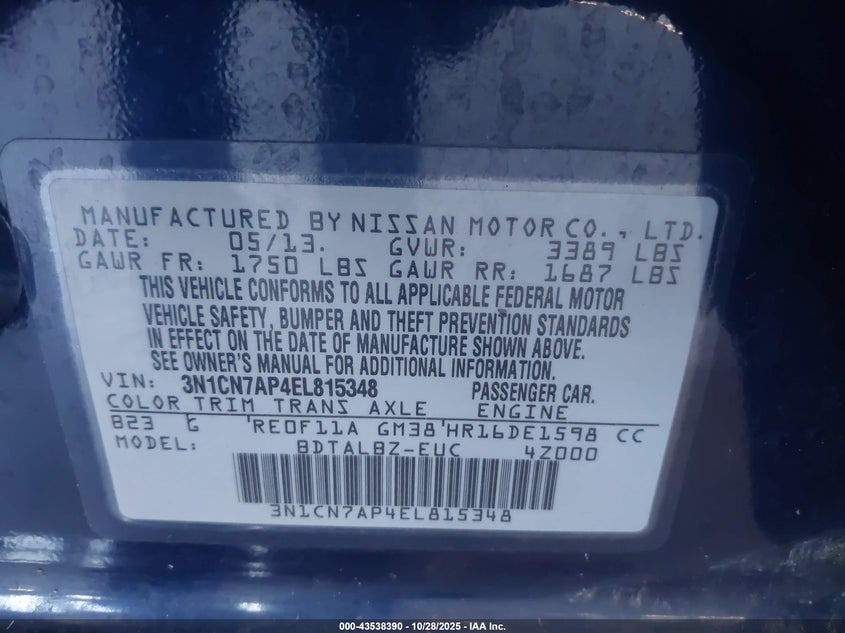 MANUFACTURED BY NISSAN MOTOR CO., LTD.
DATE: 05/13. GVWR: 3389 LBS
GAWR FR: 1750 LBS GAWR RR: 1687 LBS
THIS VEHICLE CONFORMS TO ALL APPLICABLE FEDERAL MOTOR
VEHICLE SAFETY, BUMPER AND THEFT PREVENTION STANDARDS
IN EFFECT ON THE DATE OF MANUFACTURE SHOWN ABOVE.
SEE OWNER'S MANUAL FOR ADDITIONAL INFORMATION.
VIN: 3N1CN7AP4EL815348 PASSENGER CAR.
COLOR TRIM TRANS AXLE ENGINE
B23 G 'RE0F11A GM38'HR16DE1598 CC
MODEL: BDTALBZ-EUC 4Z000
3N1CN7AP4EL815348
000-43538390 - 10/28/2025 - IAA Inc.